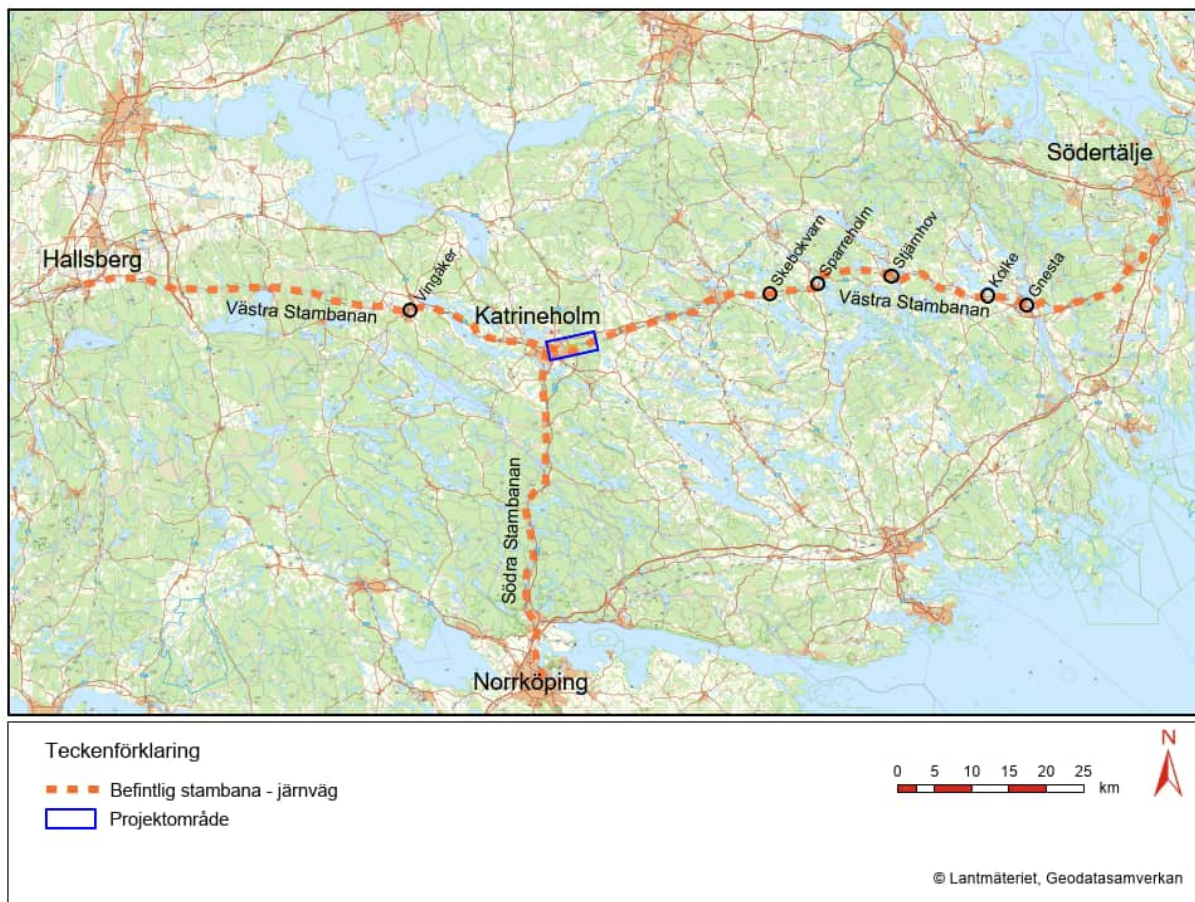 Södertälje
Hallsberg
Vingåker
Skebokvarn
Sparreholm
Stjärnhov
Kolke
Gnesta
Västra Stambanan
Västra Stambanan
Katrineholm
Södra Stambanan
Norrköping
Teckenförklaring
Befintlig stambana - järnväg
Projektområde
0 5 10 15 20 25
km
N
© Lantmäteriet, Geodatasamverkan